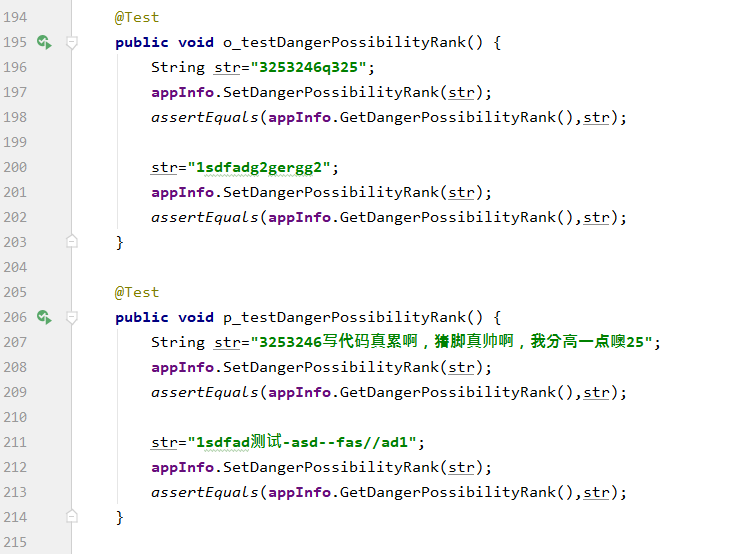 194 @Test
195 public void o_testDangerPossibilityRank() {
196 String str="3253246q325";
197 appInfo.SetDangerPossibilityRank(str);
198 assertEquals(appInfo.GetDangerPossibilityRank(),str);
199
200 str="1sdfadg2gergg2";
201 appInfo.SetDangerPossibilityRank(str);
202 assertEquals(appInfo.GetDangerPossibilityRank(),str);
203 }
204
205 @Test
206 public void p_testDangerPossibilityRank() {
207 String str="3253246写代码真累啊，猪脚真帅啊，我分高一点噢25";
208 appInfo.SetDangerPossibilityRank(str);
209 assertEquals(appInfo.GetDangerPossibilityRank(),str);
210
211 str="1sdfad测试-asd--fas//ad1";
212 appInfo.SetDangerPossibilityRank(str);
213 assertEquals(appInfo.GetDangerPossibilityRank(),str);
214 }
215